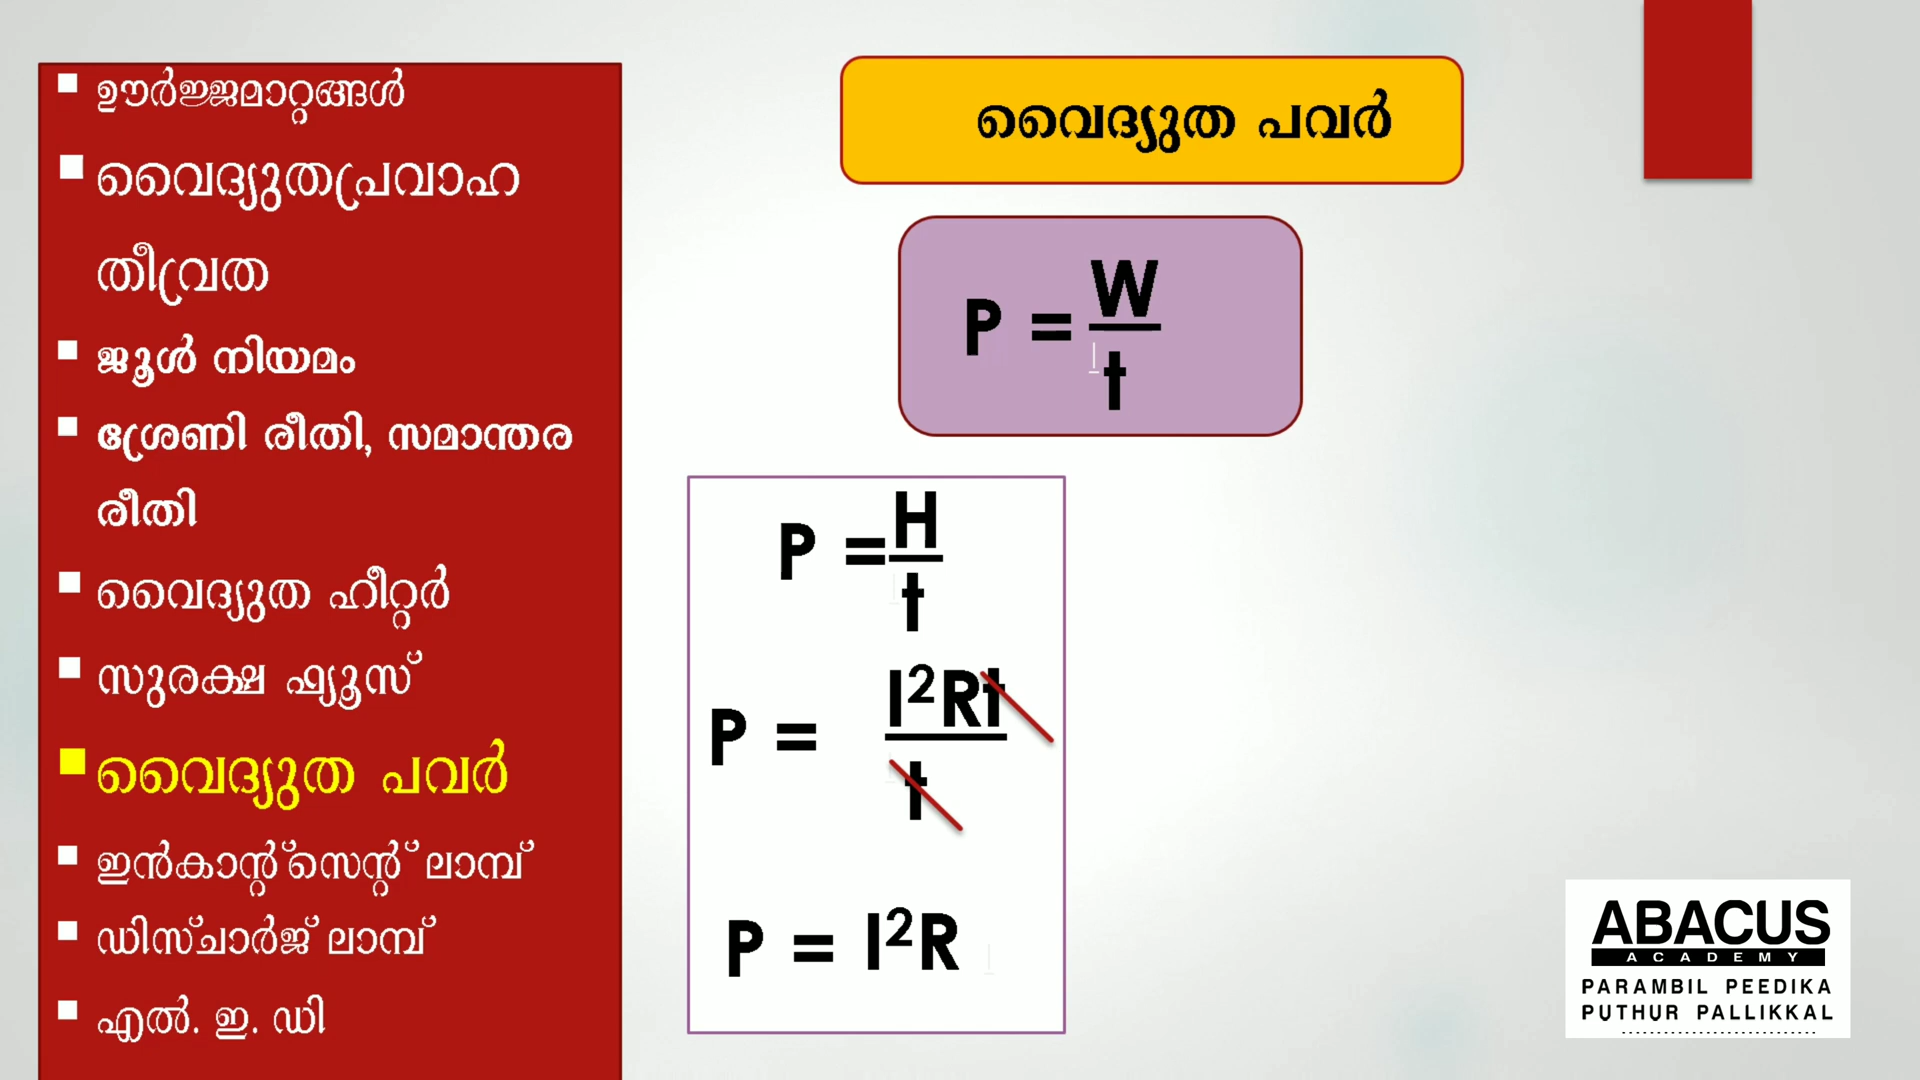 ഊർജ്ജമാറ്റങ്ങൾ
വൈദ്യുതപ്രവാഹ
തീവ്രത
ജൂൾ നിയമം
ശ്രേണി രീതി, സമാന്തര
രീതി
വൈദ്യുത ഹീറ്റർ
സുരക്ഷ ഫ്യൂസ്
വൈദ്യുത പവർ
ഇൻകാന്റ്സെന്റ് ലാമ്പ്
ഡിസ്ചാർജ് ലാമ്പ്
എൽ. ഇ. ഡി
വൈദ്യുത പവർ
P = W/t
P = H/t
P = I²Rt/t
P = I²R
ABACUS
ACADEMY
PARAMBIL PEEDIKA
PUTHUR PALLIKKAL